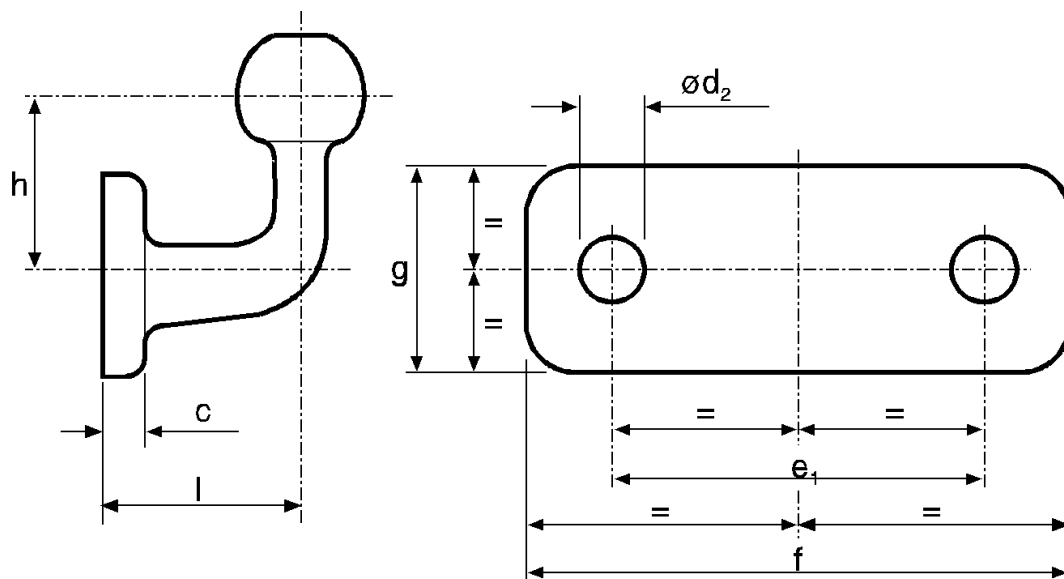 ød₂
h
g
=
=
c
l
=
=
e₁
=
=
f